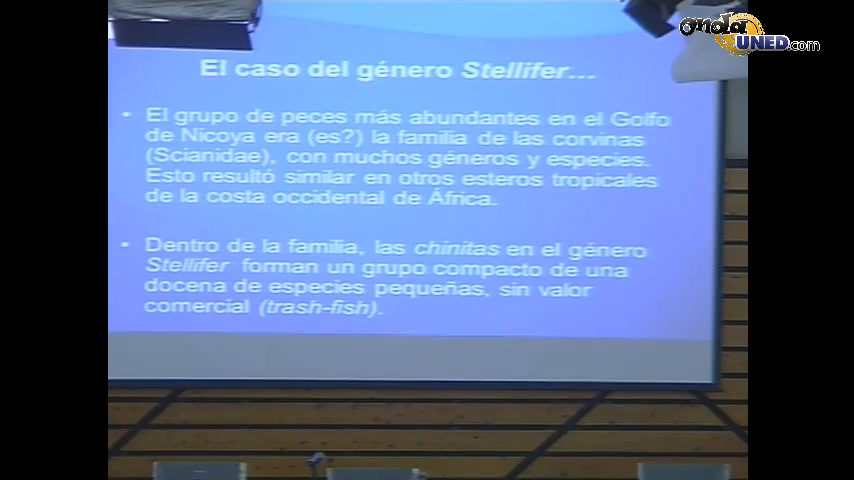 onda
UNED.com
El caso del género Stellifer...
• El grupo de peces más abundantes en el Golfo
de Nicoya era (es?) la familia de las corvinas
(Scianidae), con muchos géneros y especies.
Esto resultó similar en otros esteros tropicales
de la costa occidental de África.
• Dentro de la familia, las chinitas en el género
Stellifer forman un grupo compacto de una
docena de especies pequeñas, sin valor
comercial (trash-fish).